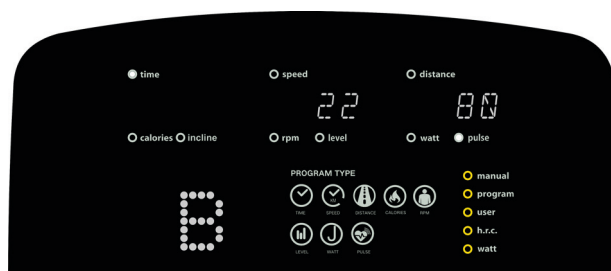 time speed distance
22 80
calories incline rpm level watt pulse
PROGRAM TYPE
manual
program
user
h.r.c.
watt
KM
TIME SPEED DISTANCE CALORIES RPM
LEVEL WATT PULSE
B